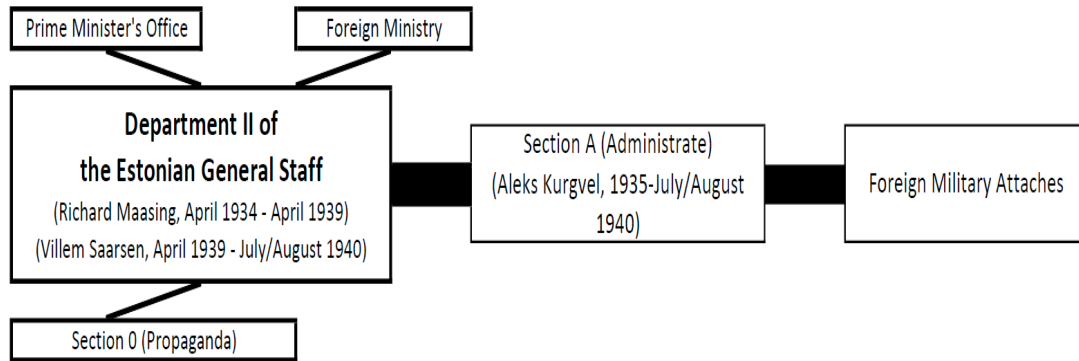 Prime Minister's Office
Foreign Ministry
Department II of
the Estonian General Staff
(Richard Maasing, April 1934 - April 1939)
(Villem Saarsen, April 1939 - July/August 1940)
Section A (Administrate)
(Aleks Kurgvel, 1935-July/August
1940)
Foreign Military Attaches
Section 0 (Propaganda)